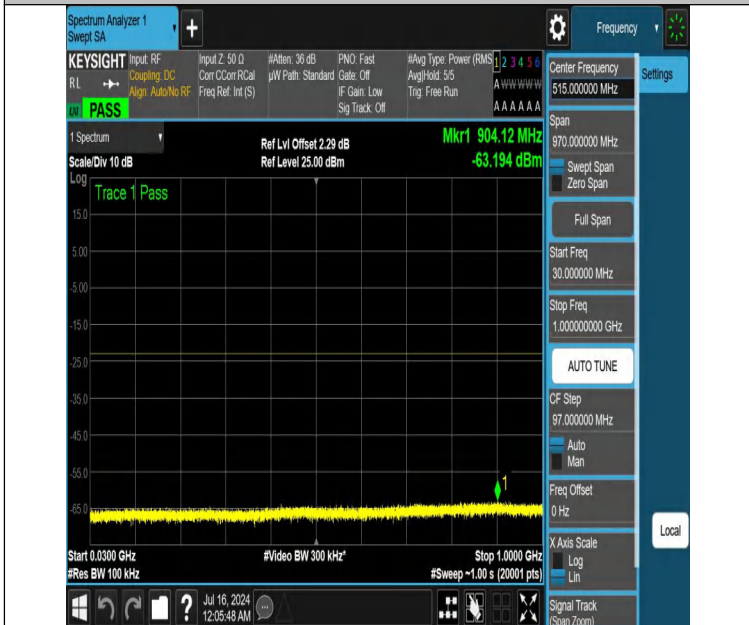 Spectrum Analyzer 1
Swept SA
+
Frequency
KEYSIGHT
RL
PASS
Input: RF
Coupling: DC
Align: Auto/No RF
Input Z: 50 Ω
Corr CCorr RCal
Freq Ref: Int (S)
#Atten: 36 dB
µW Path: Standard
PNO: Fast
Gate: Off
IF Gain: Low
Sig Track: Off
#Avg Type: Power (RMS
Avg|Hold: 5/5
Trig: Free Run
1 2 3 4 5 6
A W W W W W
A A A A A A
1 Spectrum
Scale/Div 10 dB
Ref Lvl Offset 2.29 dB
Ref Level 25.00 dBm
Mkr1 904.12 MHz
-63.194 dBm
Log
Trace 1 Pass
15.0
5.00
-5.00
-15.0
-25.0
-35.0
-45.0
-55.0
-65.0
1
Start 0.0300 GHz
#Res BW 100 kHz
#Video BW 300 kHz*
Stop 1.0000 GHz
#Sweep ~1.00 s (20001 pts)
Center Frequency
515.000000 MHz
Settings
Span
970.000000 MHz
Swept Span
Zero Span
Full Span
Start Freq
30.000000 MHz
Stop Freq
1.000000000 GHz
AUTO TUNE
CF Step
97.000000 MHz
Auto
Man
Freq Offset
0 Hz
Local
X Axis Scale
Log
Lin
Signal Track
(Span Zoom)
?
Jul 16, 2024
12:05:48 AM